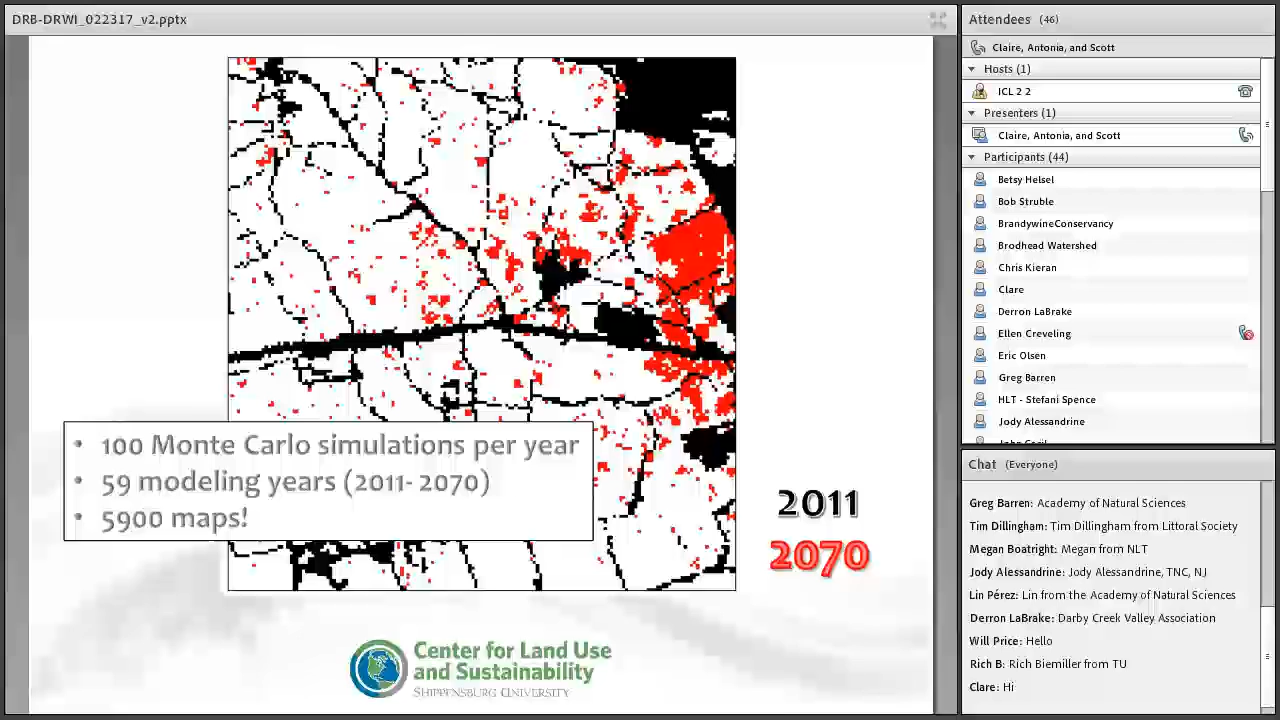 DRB-DRWI_022317_v2.pptx
• 100 Monte Carlo simulations per year
• 59 modeling years (2011- 2070)
• 5900 maps!
2011
2070
Center for Land Use
and Sustainability
SHIPPENSBURG UNIVERSITY
Attendees (46)
Claire, Antonia, and Scott
Hosts (1)
ICL 2 2
Presenters (1)
Claire, Antonia, and Scott
Participants (44)
Betsy Helsel
Bob Struble
BrandywineConservancy
Brodhead Watershed
Chris Kieran
Clare
Derron LaBrake
Ellen Creveling
Eric Olsen
Greg Barren
HLT - Stefani Spence
Jody Alessandrine
Chat (Everyone)
Greg Barren: Academy of Natural Sciences
Tim Dillingham: Tim Dillingham from Littoral Society
Megan Boatright: Megan from NLT
Jody Alessandrine: Jody Alessandrine, TNC, NJ
Lin Pérez: Lin from the Academy of Natural Sciences
Derron LaBrake: Darby Creek Valley Association
Will Price: Hello
Rich B: Rich Biemiller from TU
Clare: Hi